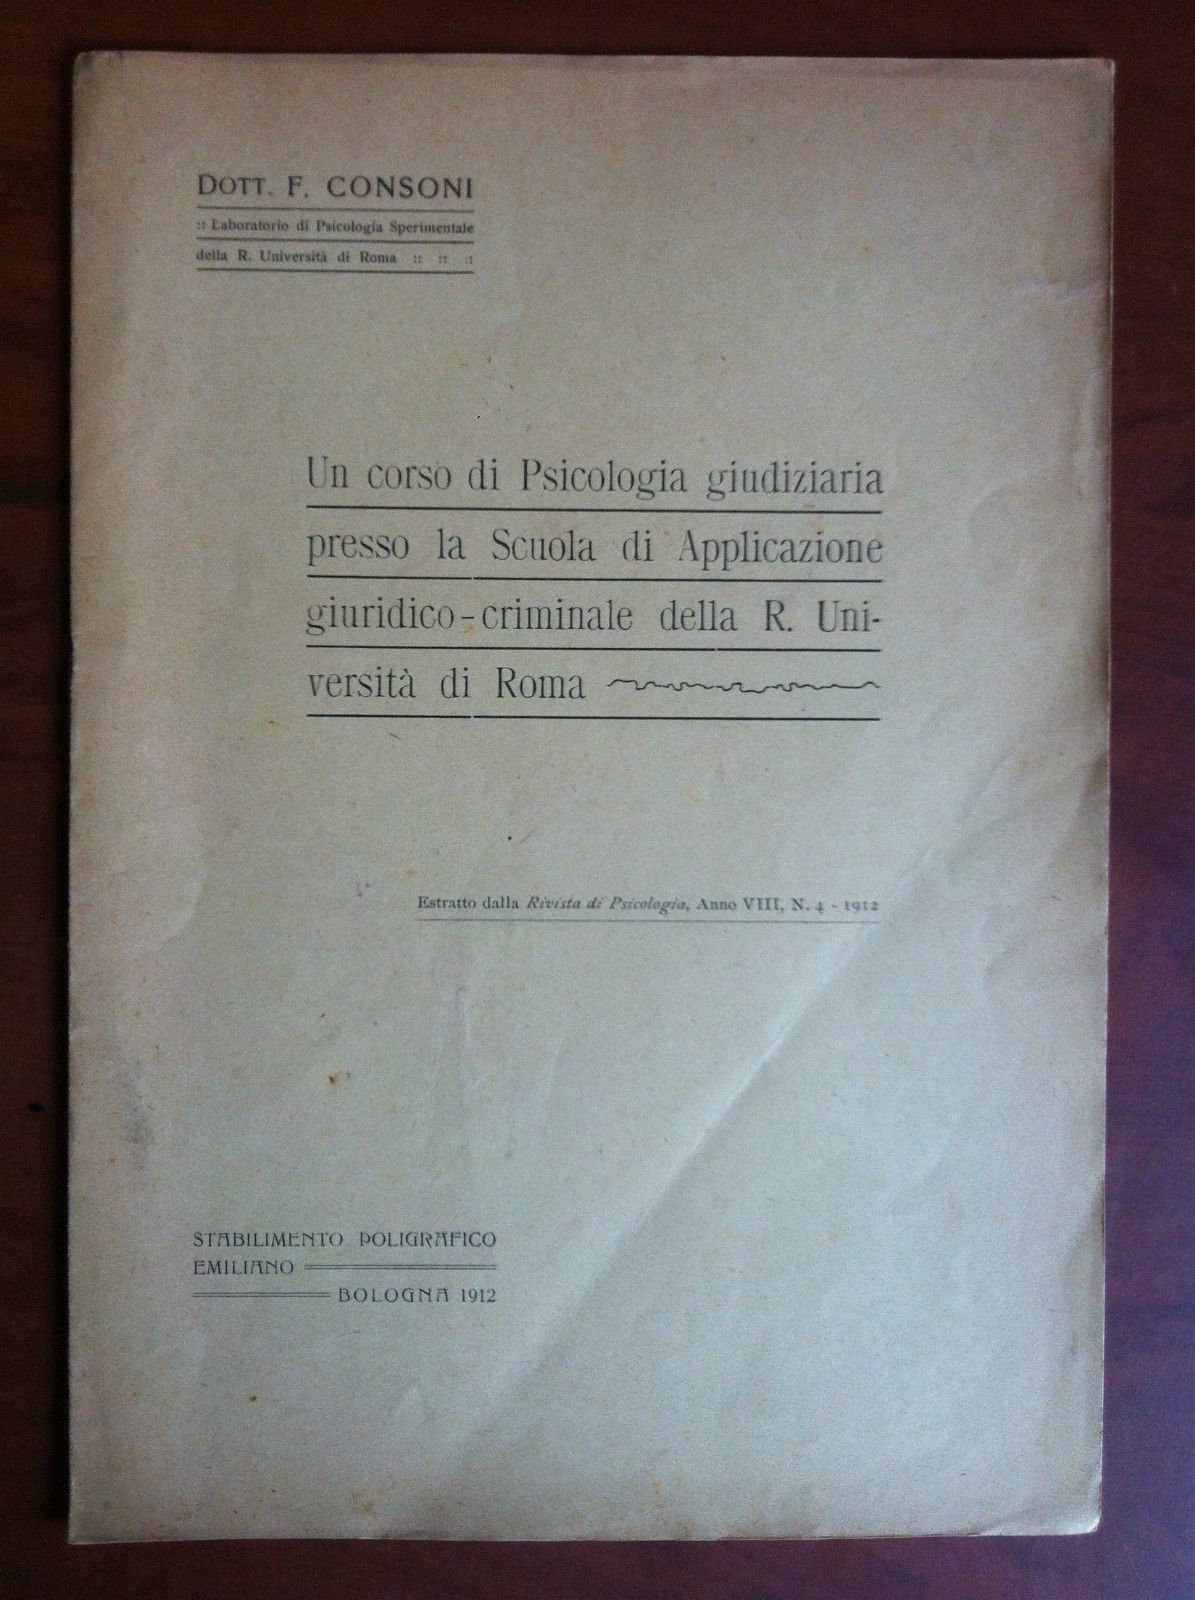 DOTT. F. CONSONI
:: Laboratorio di Psicologia Sperimentale
della R. Università di Roma :: :: ::
Un corso di Psicologia giudiziaria
presso la Scuola di Applicazione
giuridico-criminale della R. Uni-
versità di Roma
Estratto dalla Rivista di Psicologia, Anno VIII, N. 4 - 1912
STABILIMENTO POLIGRAFICO
EMILIANO
BOLOGNA 1912